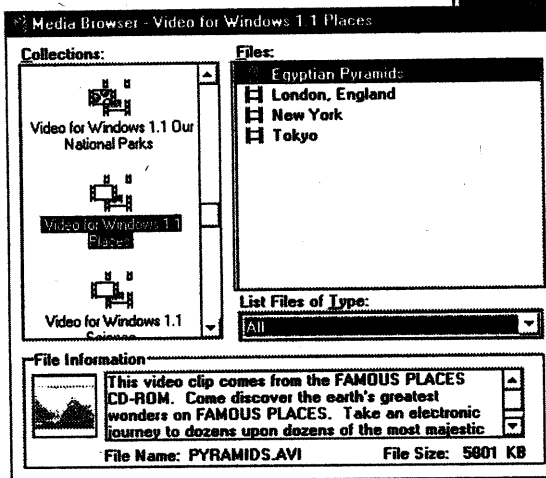 Media Browser - Video for Windows 1.1 Places
Collections:
Video for Windows 1.1 Our
National Parks
Video for Windows 1.1
Places
Video for Windows 1.1
Science
Files:
Egyptian Pyramids
London, England
New York
Tokyo
List Files of Type:
All
File Information
This video clip comes from the FAMOUS PLACES
CD-ROM. Come discover the earth's greatest
wonders on FAMOUS PLACES. Take an electronic
journey to dozens upon dozens of the most majestic
File Name: PYRAMIDS.AVI File Size: 5601 KB